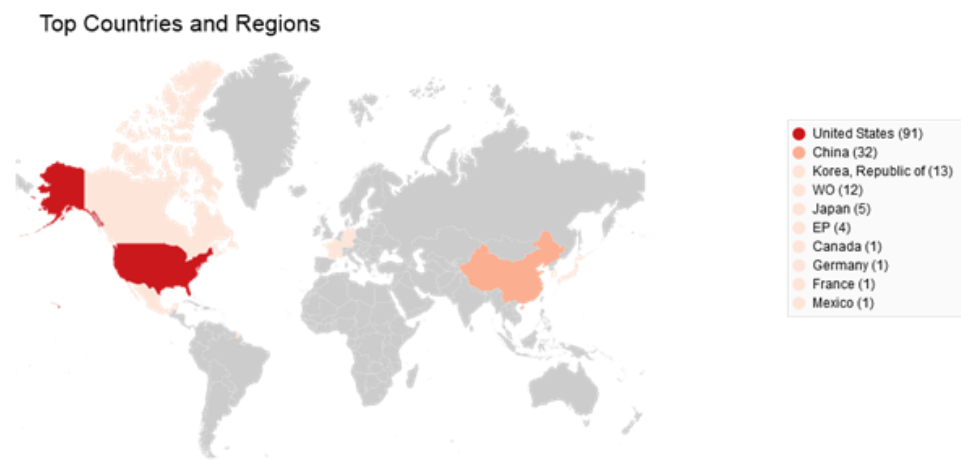 Top Countries and Regions
United States (91)
China (32)
Korea, Republic of (13)
WO (12)
Japan (5)
EP (4)
Canada (1)
Germany (1)
France (1)
Mexico (1)